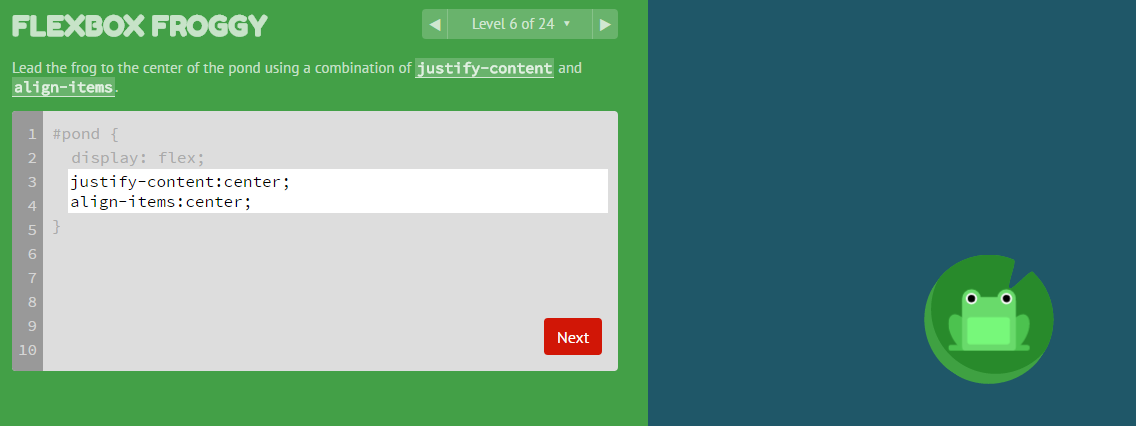 FLEXBOX FROGGY
◀ Level 6 of 24 ▼ ▶
Lead the frog to the center of the pond using a combination of justify-content and
align-items.
1 #pond {
2 display: flex;
3 justify-content:center;
4 align-items:center;
5 }
6
7
8
9
10
Next